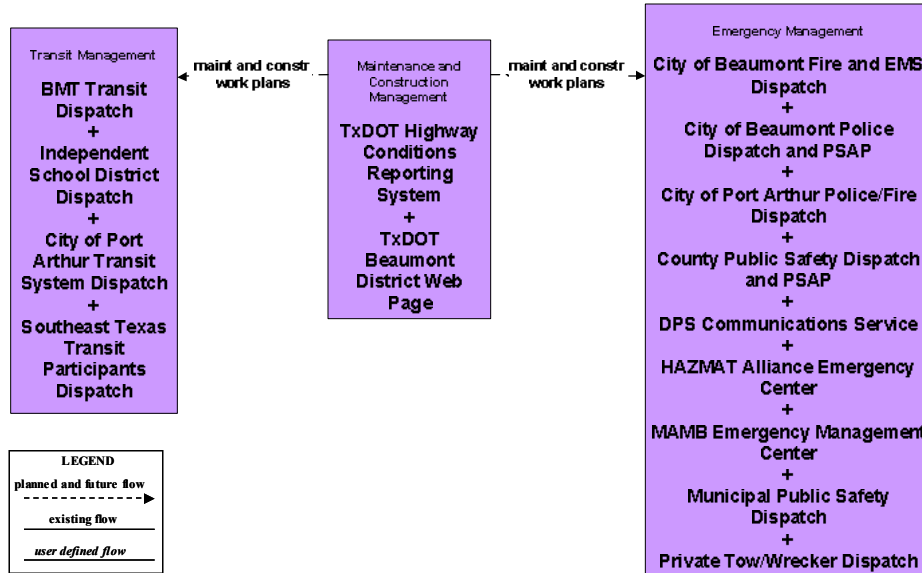 Transit Management
BMT Transit
Dispatch
+
Independent
School District
Dispatch
+
City of Port
Arthur Transit
System Dispatch
+
Southeast Texas
Transit
Participants
Dispatch
maint and constr
work plans
Maintenance and
Construction
Management
TxDOT Highway
Conditions
Reporting
System
+
TxDOT
Beaumont
District Web
Page
maint and constr
work plans
Emergency Management
City of Beaumont Fire and EMS
Dispatch
+
City of Beaumont Police
Dispatch and PSAP
+
City of Port Arthur Police/Fire
Dispatch
+
County Public Safety Dispatch
and PSAP
+
DPS Communications Service
+
HAZMAT Alliance Emergency
Center
+
MAMB Emergency Management
Center
+
Municipal Public Safety
Dispatch
+
Private Tow/Wrecker Dispatch
LEGEND
planned and future flow
existing flow
user defined flow